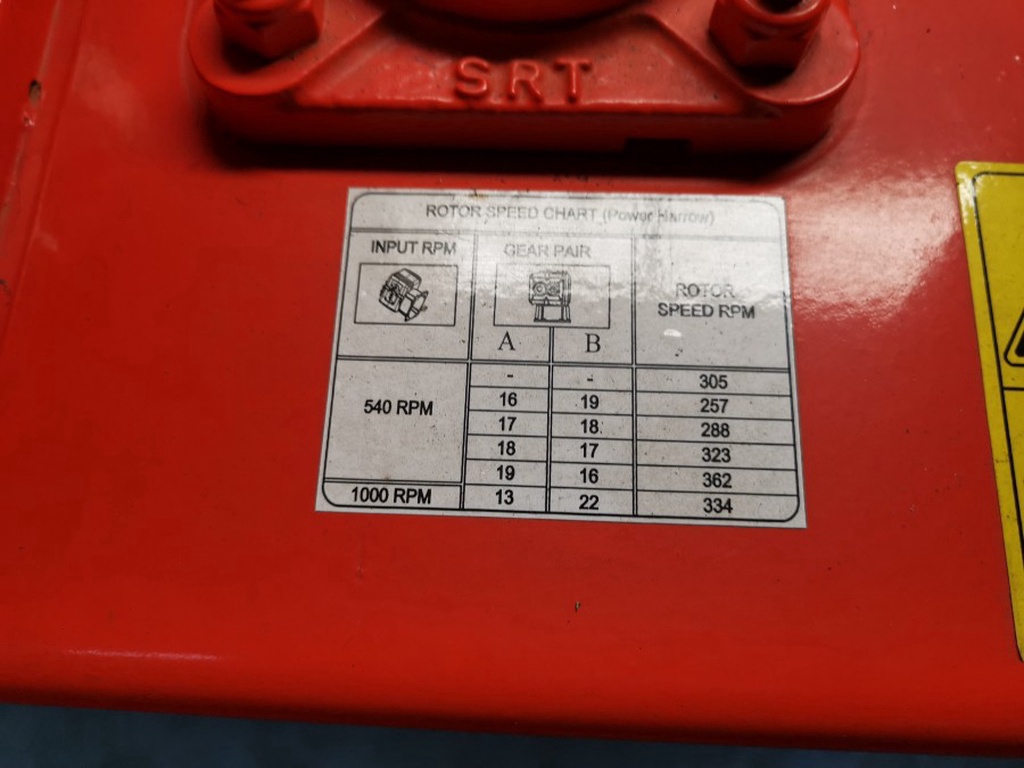 SRT
ROTOR SPEED CHART (Power Harrow)
INPUT RPM GEAR PAIR ROTOR SPEED RPM
A B
540 RPM
- - 305
16 19 257
17 18 288
18 17 323
19 16 362
1000 RPM 13 22 334